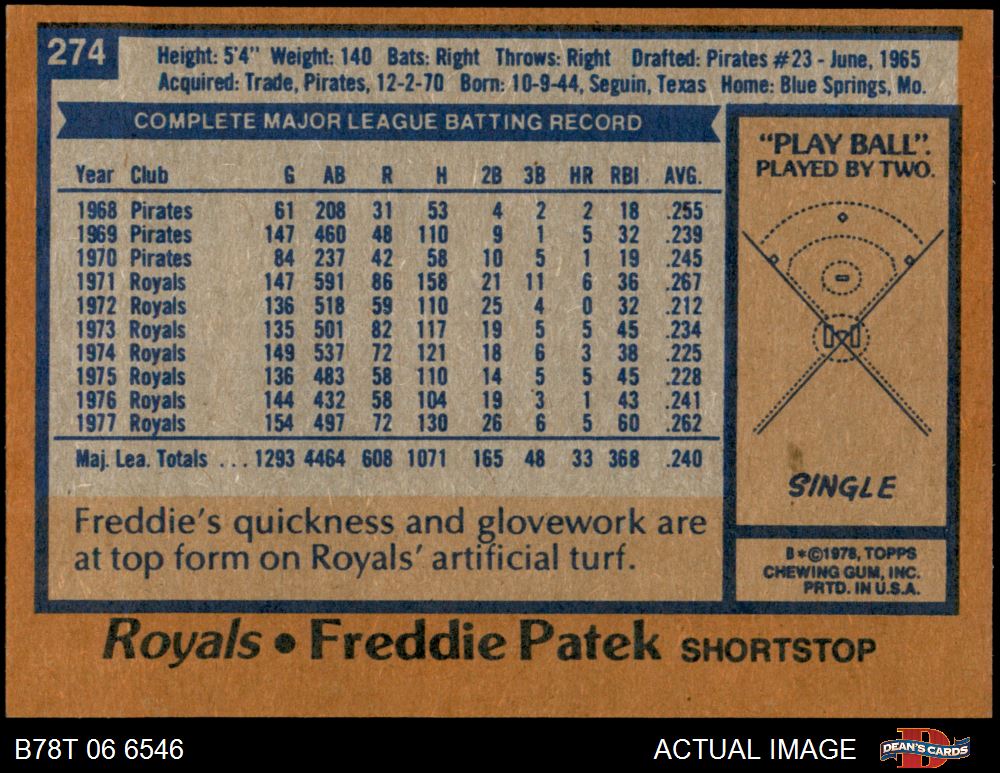 274
Height: 5'4" Weight: 140 Bats: Right Throws: Right Drafted: Pirates #23 - June, 1965
Acquired: Trade, Pirates, 12-2-70 Born: 10-9-44, Seguin, Texas Home: Blue Springs, Mo.
COMPLETE MAJOR LEAGUE BATTING RECORD
Year Club G AB R H 2B 3B HR RBI AVG.
1968 Pirates 61 208 31 53 4 2 2 18 .255
1969 Pirates 147 460 48 110 9 1 5 32 .239
1970 Pirates 84 237 42 58 10 5 1 19 .245
1971 Royals 147 591 86 158 21 11 6 36 .267
1972 Royals 136 518 59 110 25 4 0 32 .212
1973 Royals 135 501 82 117 19 5 5 45 .234
1974 Royals 149 537 72 121 18 6 3 38 .225
1975 Royals 136 483 58 110 14 5 5 45 .228
1976 Royals 144 432 58 104 19 3 1 43 .241
1977 Royals 154 497 72 130 26 6 5 60 .262
Maj. Lea. Totals ... 1293 4464 608 1071 165 48 33 368 .240
Freddie's quickness and glovework are
at top form on Royals' artificial turf.
"PLAY BALL".
PLAYED BY TWO.
SINGLE
B*©1978, TOPPS
CHEWING GUM, INC.
PRTD. IN U.S.A.
Royals • Freddie Patek SHORTSTOP
B78T 06 6546
ACTUAL IMAGE
DEAN'S CARDS
.COM